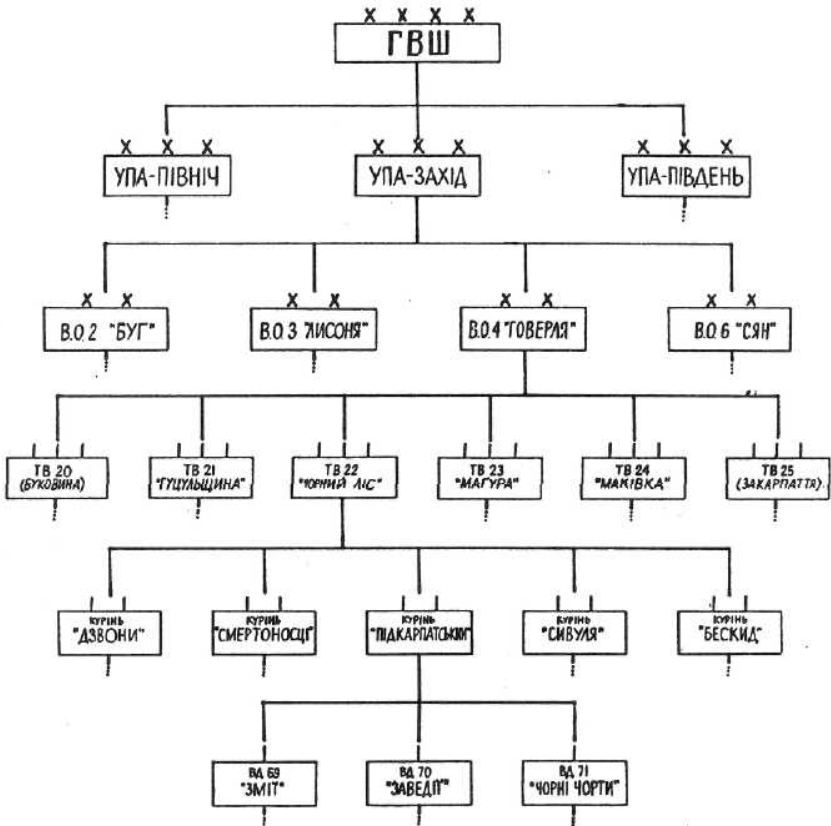 X X X X
ГВШ
X X X
X X X
X X X
УПА-ПІВНІЧ
УПА-ЗАХІД
УПА-ПІВДЕНЬ
X X
X X
X X
X X
В.О.2 "БУГ"
В.О.3 "ЛИСОНЯ"
В.О.4 "ГОВЕРЛЯ"
В.О.6 "СЯН"
ТВ 20
(БУКОВИНА)
ТВ 21
"ГУЦУЛЬЩИНА"
ТВ 22
"ЧОРНИЙ ЛІС"
ТВ 23
"МАГУРА"
ТВ 24
"МАКІВКА"
ТВ 25
(ЗАКАРПАТТЯ)
КУРІНЬ
"ДЗВОНИ"
КУРІНЬ
"СМЕРТОНОСЦІ"
КУРІНЬ
"ПІДКАРПАТСЬКИЙ"
КУРІНЬ
"СИВУЛЯ"
КУРІНЬ
"БЕСКИД"
ВД 69
"ЗМІТ"
ВД 70
"ЗАВЕДІЇ"
ВД 71
"ЧОРНІ ЧОРТИ"